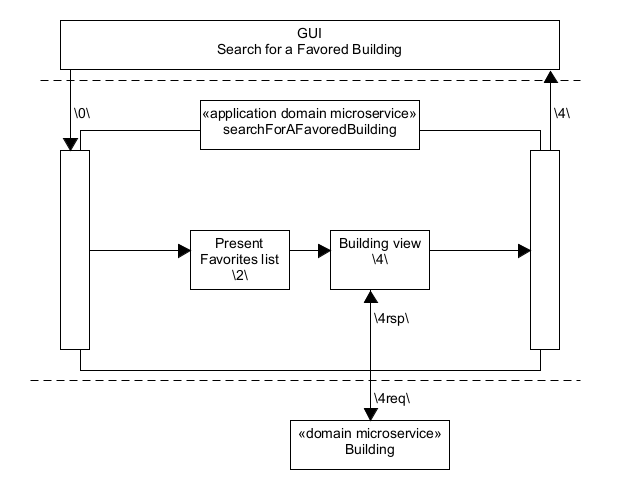 GUI
Search for a Favored Building
\0\
\4\
«application domain microservice»
searchForAFavoredBuilding
Present
Favorites list
\2\
Building view
\4\
\4rsp\
\4req\
«domain microservice»
Building